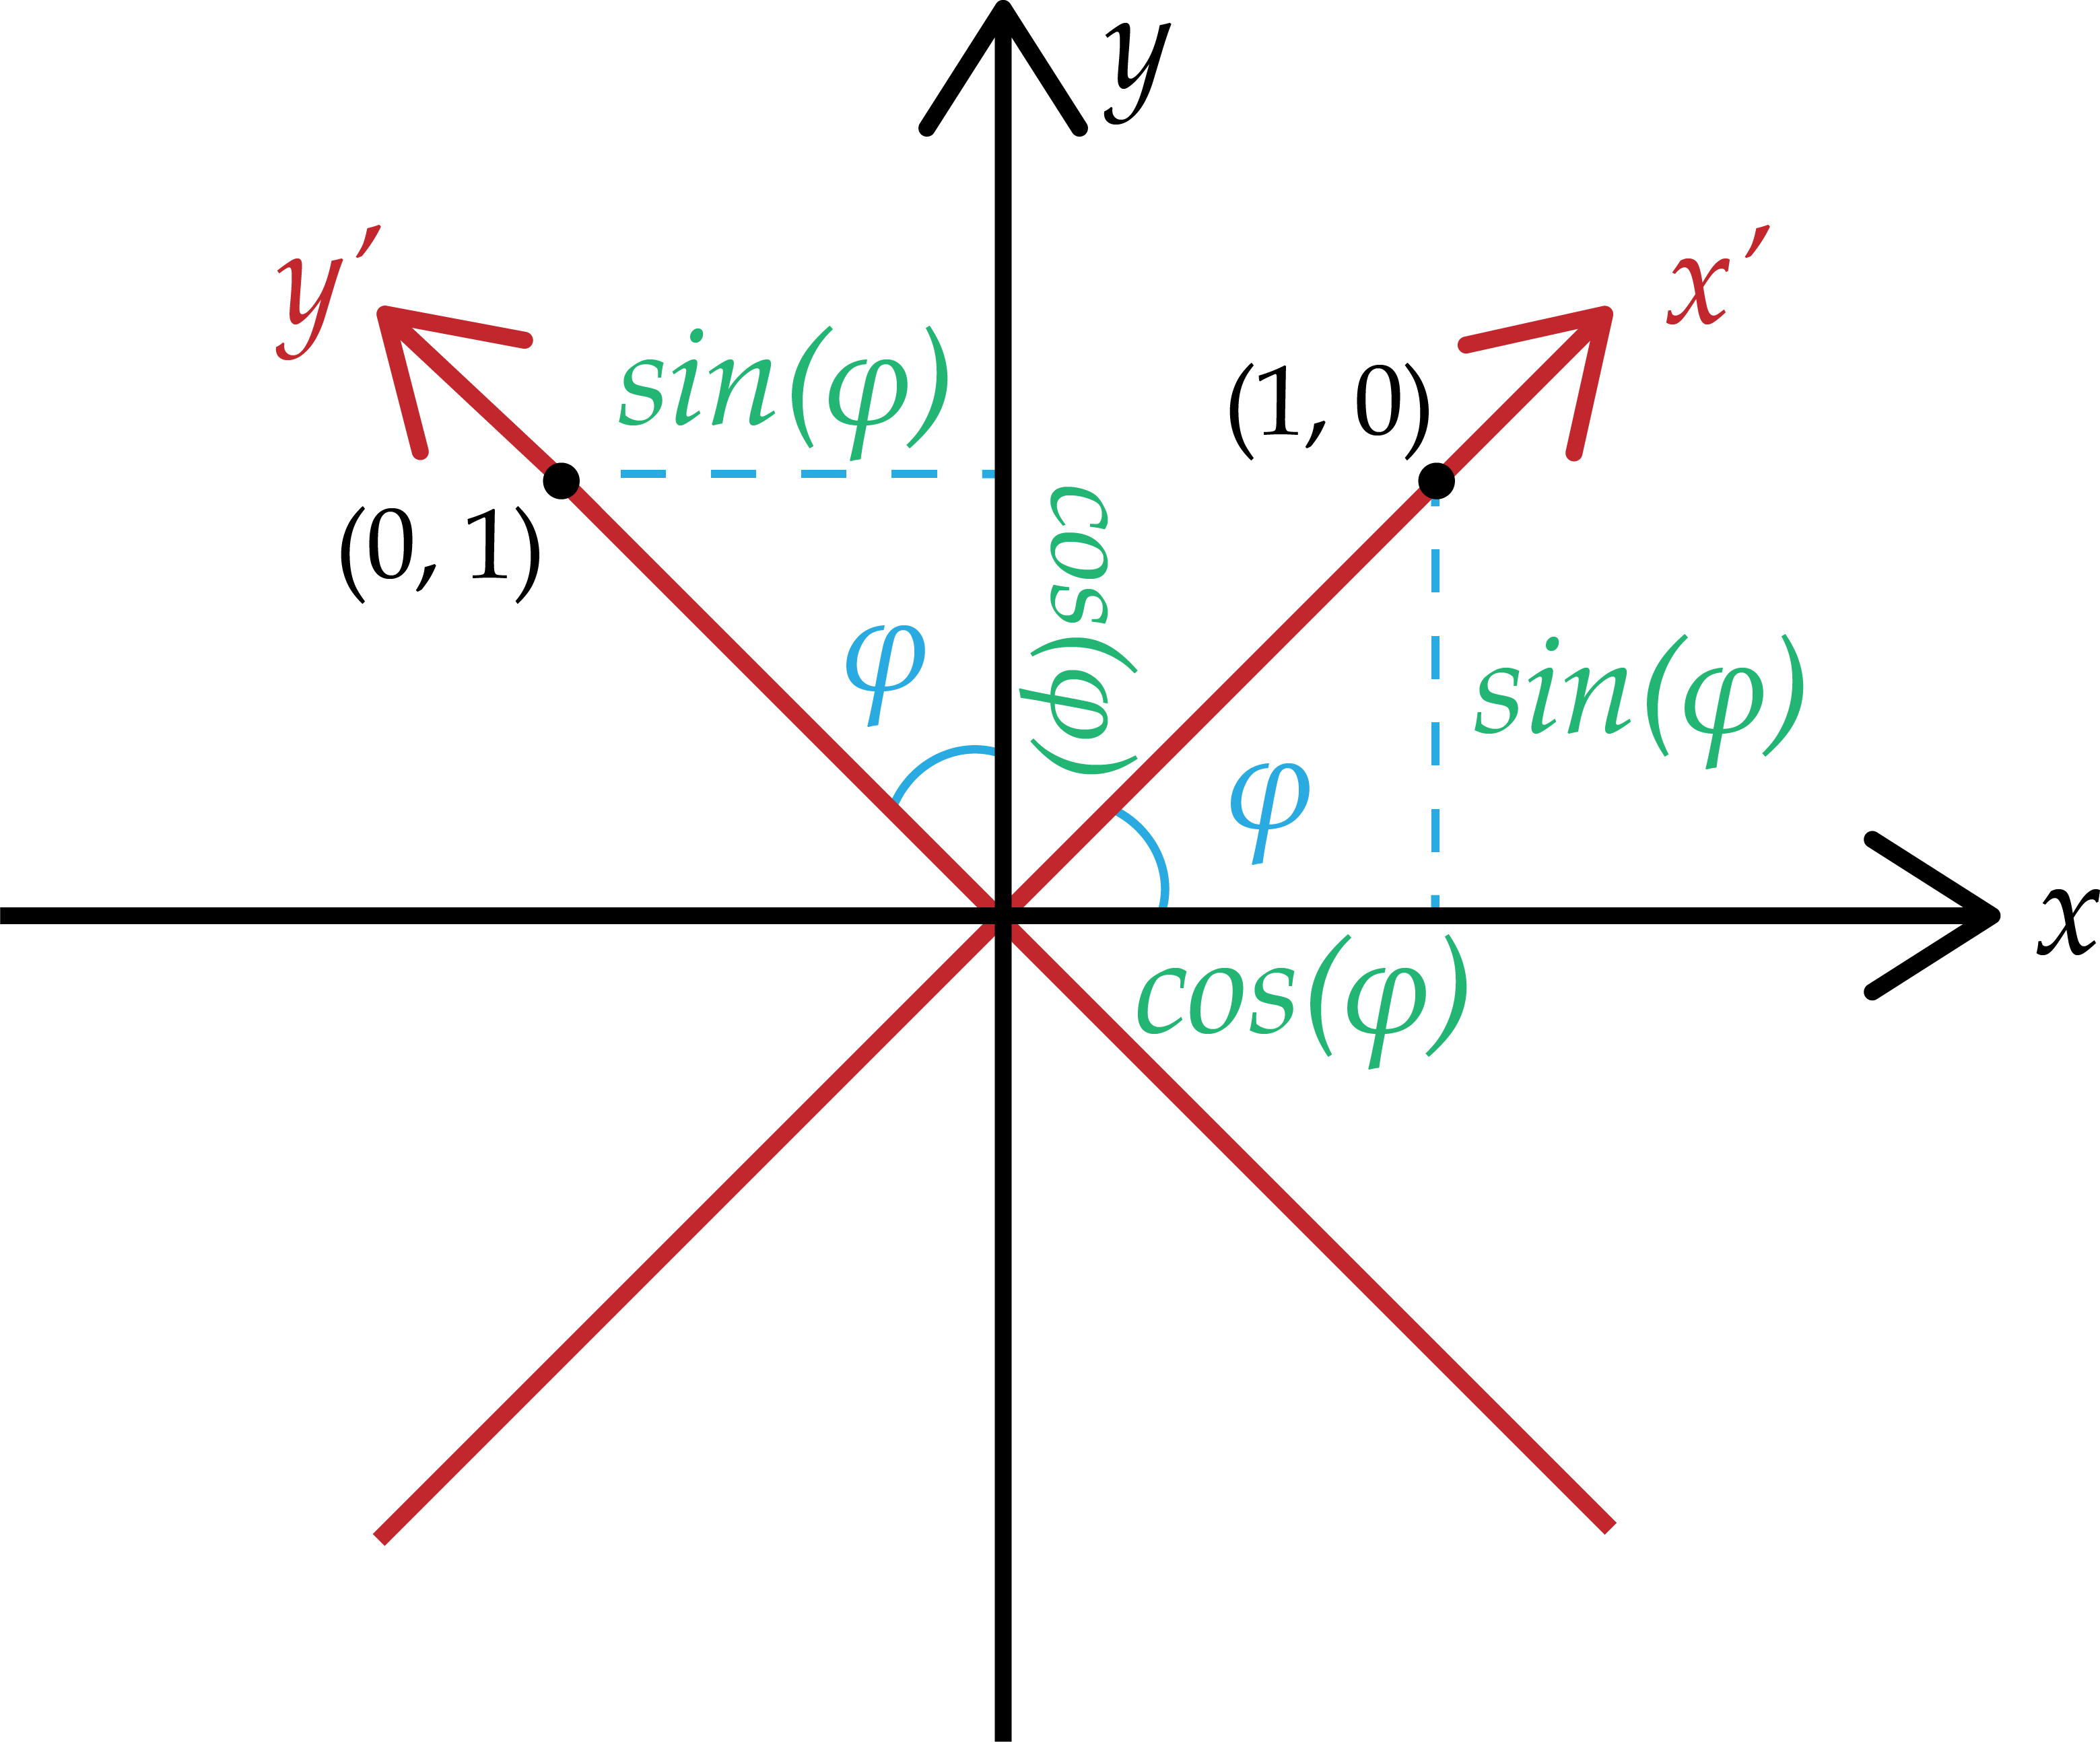 y
y′
x′
sin(φ)
(1, 0)
cos(φ)
(0, 1)
φ
sin(φ)
φ
x
cos(φ)